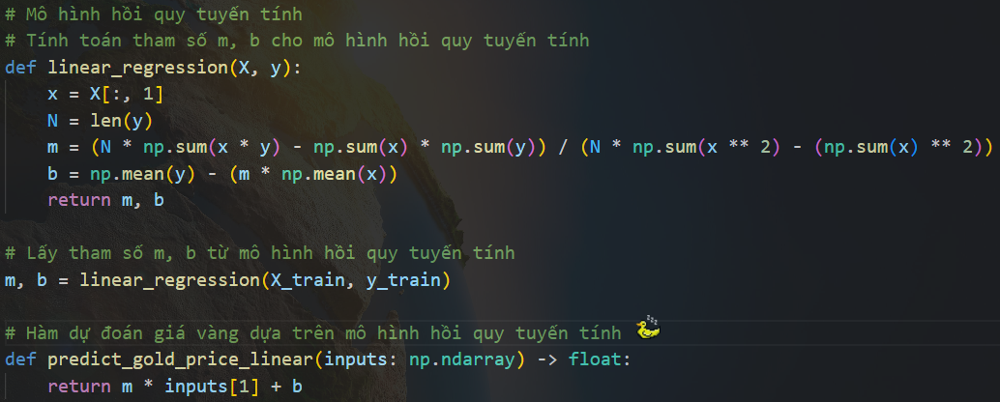 # Mô hình hồi quy tuyến tính
# Tính toán tham số m, b cho mô hình hồi quy tuyến tính
def linear_regression(X, y):
    x = X[:, 1]
    N = len(y)
    m = (N * np.sum(x * y) - np.sum(x) * np.sum(y)) / (N * np.sum(x ** 2) - (np.sum(x) ** 2))
    b = np.mean(y) - (m * np.mean(x))
    return m, b
# Lấy tham số m, b từ mô hình hồi quy tuyến tính
m, b = linear_regression(X_train, y_train)
# Hàm dự đoán giá vàng dựa trên mô hình hồi quy tuyến tính
def predict_gold_price_linear(inputs: np.ndarray) -> float:
    return m * inputs[1] + b